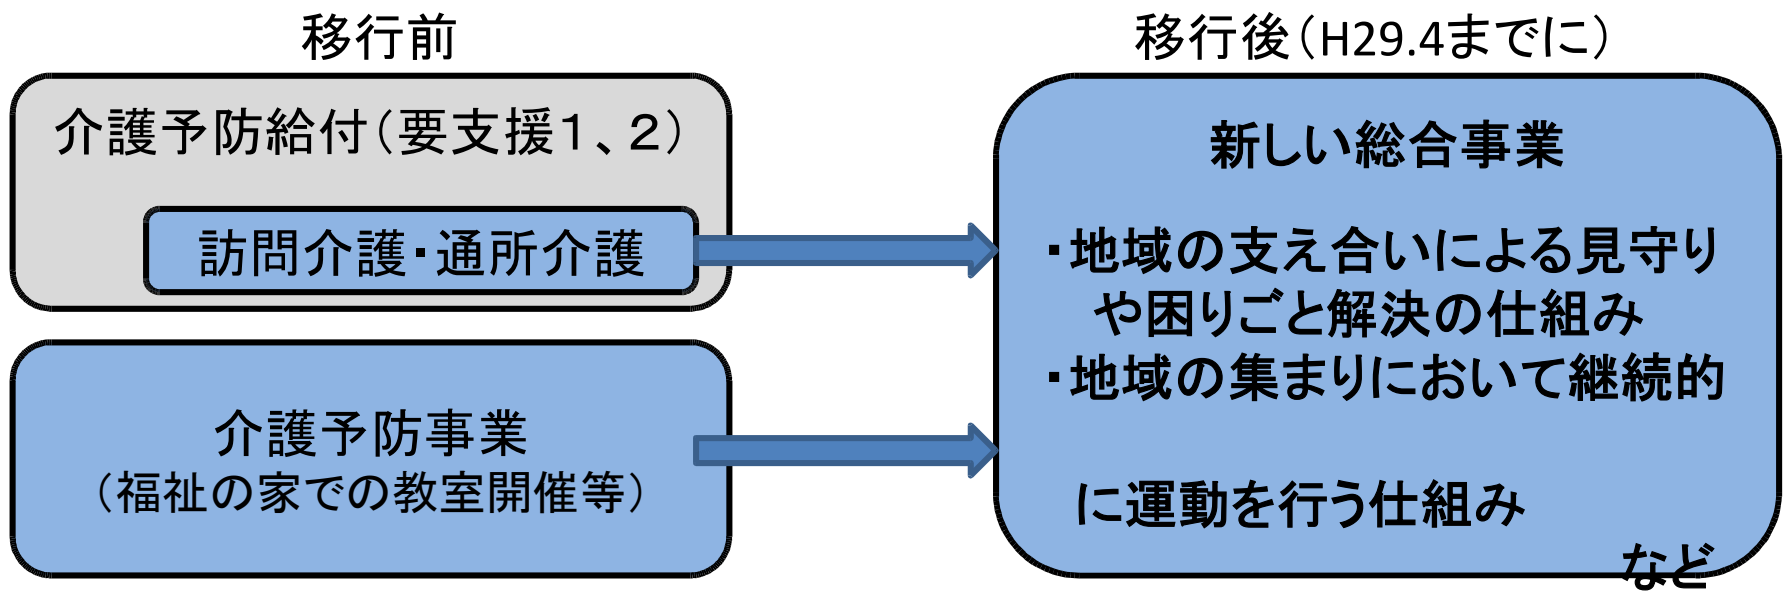 移行前
介護予防給付（要支援１、２）
訪問介護・通所介護
介護予防事業
（福祉の家での教室開催等）
移行後（H29.4までに）
新しい総合事業
・地域の支え合いによる見守り
や困りごと解決の仕組み
・地域の集まりにおいて継続的
に運動を行う仕組み
など